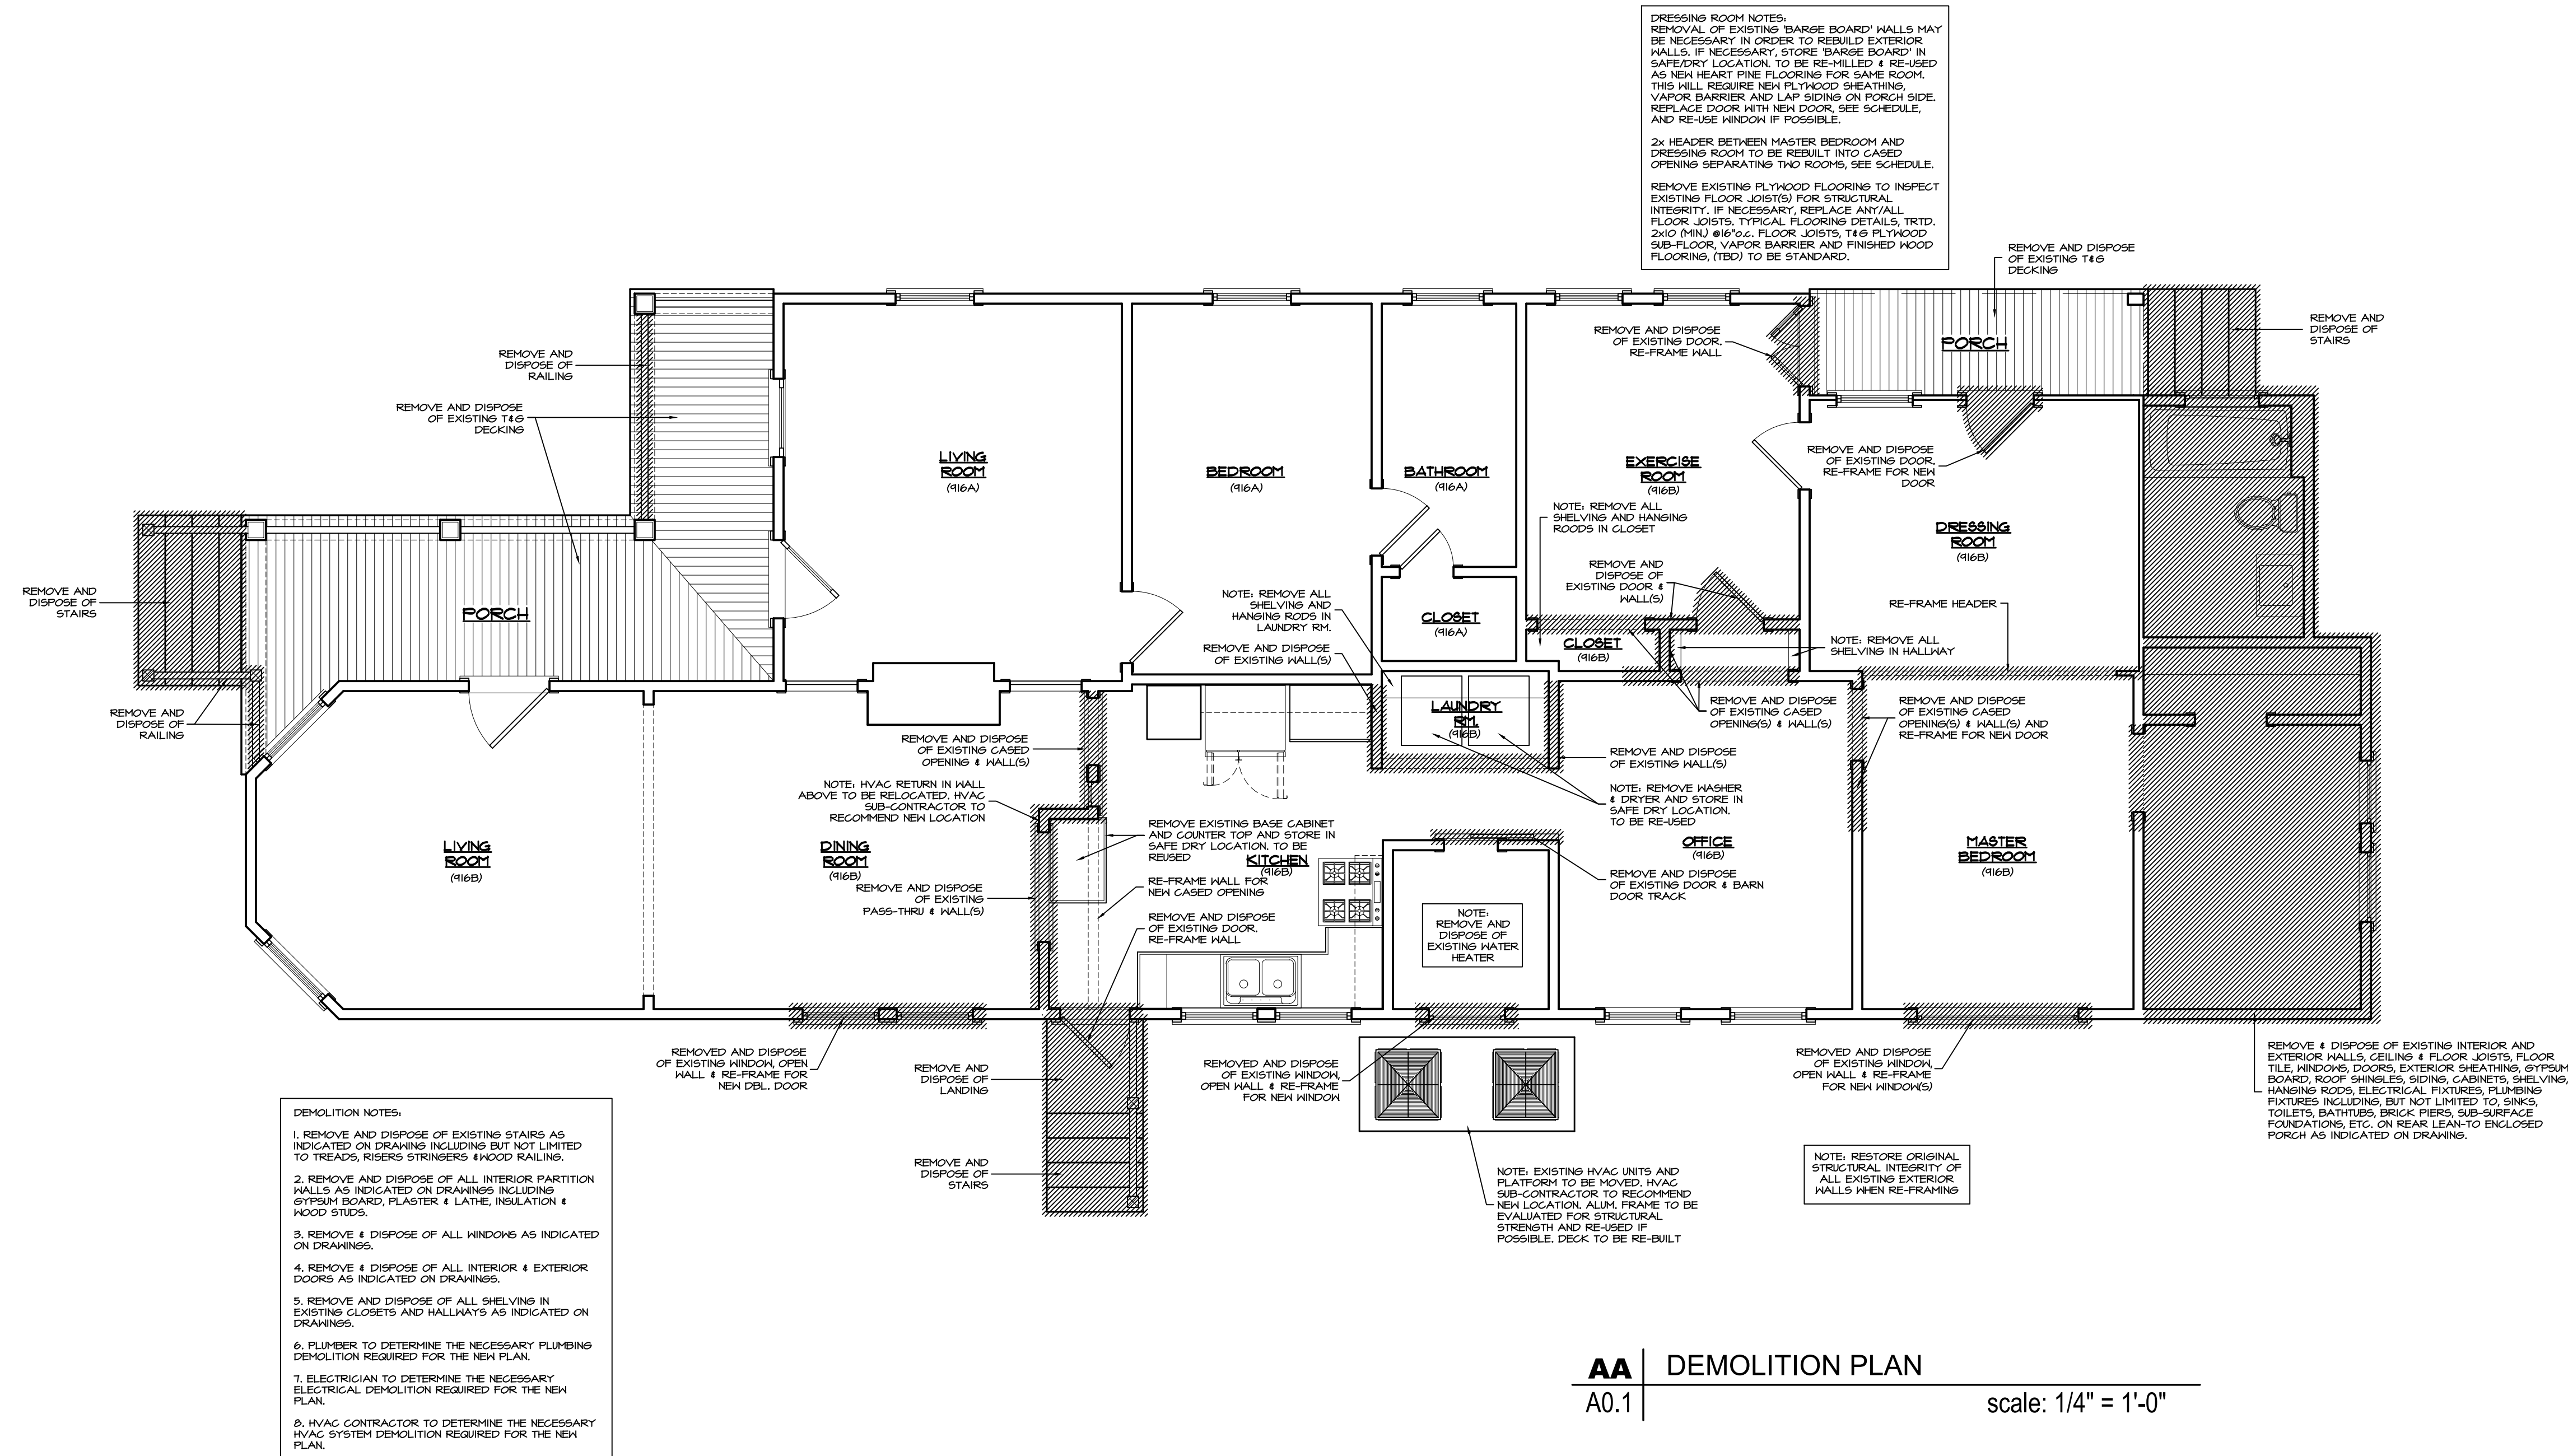 DRESSING ROOM NOTES:
REMOVAL OF EXISTING 'BARGE BOARD' WALLS MAY
BE NECESSARY IN ORDER TO REBUILD EXTERIOR
WALLS. IF NECESSARY, STORE 'BARGE BOARD' IN
SAFE/DRY LOCATION. TO BE RE-MILLED & RE-USED
AS NEW HEART PINE FLOORING FOR SAME ROOM.
THIS WILL REQUIRE NEW PLYWOOD SHEATHING,
VAPOR BARRIER AND LAP SIDING ON PORCH SIDE.
REPLACE DOOR WITH NEW DOOR, SEE SCHEDULE,
AND RE-USE WINDOW IF POSSIBLE.
2x HEADER BETWEEN MASTER BEDROOM AND
DRESSING ROOM TO BE REBUILT INTO CASED
OPENING SEPARATING TWO ROOMS, SEE SCHEDULE.
REMOVE EXISTING PLYWOOD FLOORING TO INSPECT
EXISTING FLOOR JOIST(S) FOR STRUCTURAL
INTEGRITY. IF NECESSARY, REPLACE ANY/ALL
FLOOR JOISTS. TYPICAL FLOORING DETAILS, TRTD.
2x10 (MIN.) @16"o.c. FLOOR JOISTS, T&G PLYWOOD
SUB-FLOOR, VAPOR BARRIER AND FINISHED WOOD
FLOORING, (TBD) TO BE STANDARD.
REMOVE AND DISPOSE
OF EXISTING T&G
DECKING
REMOVE AND
DISPOSE OF
STAIRS
REMOVE AND DISPOSE
OF EXISTING DOOR.
RE-FRAME WALL
PORCH
REMOVE AND
DISPOSE OF
RAILING
REMOVE AND DISPOSE
OF EXISTING T&G
DECKING
LIVING
ROOM
(916A)
BEDROOM
(916A)
BATHROOM
(916A)
EXERCISE
ROOM
(916B)
REMOVE AND DISPOSE
OF EXISTING DOOR.
RE-FRAME FOR NEW
DOOR
NOTE: REMOVE ALL
SHELVING AND HANGING
ROODS IN CLOSET
DRESSING
ROOM
(916B)
REMOVE AND
DISPOSE OF
EXISTING DOOR &
WALL(S)
REMOVE AND
DISPOSE OF
STAIRS
PORCH
NOTE: REMOVE ALL
SHELVING AND
HANGING RODS IN
LAUNDRY RM.
CLOSET
(916A)
RE-FRAME HEADER
REMOVE AND DISPOSE
OF EXISTING WALL(S)
CLOSET
(916B)
NOTE: REMOVE ALL
SHELVING IN HALLWAY
REMOVE AND
DISPOSE OF
RAILING
LAUNDRY
RM.
(916B)
REMOVE AND DISPOSE
OF EXISTING CASED
OPENING(S) & WALL(S)
REMOVE AND DISPOSE
OF EXISTING CASED
OPENING(S) & WALL(S) AND
RE-FRAME FOR NEW DOOR
REMOVE AND DISPOSE
OF EXISTING CASED
OPENING & WALL(S)
REMOVE AND DISPOSE
OF EXISTING WALL(S)
NOTE: HVAC RETURN IN WALL
ABOVE TO BE RELOCATED. HVAC
SUB-CONTRACTOR TO
RECOMMEND NEW LOCATION
NOTE: REMOVE WASHER
& DRYER AND STORE IN
SAFE DRY LOCATION.
TO BE RE-USED
REMOVE EXISTING BASE CABINET
AND COUNTER TOP AND STORE IN
SAFE DRY LOCATION. TO BE
REUSED
LIVING
ROOM
(916B)
DINING
ROOM
(916B)
KITCHEN
(916B)
OFFICE
(916B)
MASTER
BEDROOM
(916B)
REMOVE AND DISPOSE
OF EXISTING
PASS-THRU & WALL(S)
RE-FRAME WALL FOR
NEW CASED OPENING
REMOVE AND DISPOSE
OF EXISTING DOOR & BARN
DOOR TRACK
REMOVE AND DISPOSE
OF EXISTING DOOR.
RE-FRAME WALL
NOTE:
REMOVE AND
DISPOSE OF
EXISTING WATER
HEATER
REMOVED AND DISPOSE
OF EXISTING WINDOW, OPEN
WALL & RE-FRAME FOR
NEW DBL. DOOR
REMOVE AND
DISPOSE OF
LANDING
REMOVED AND DISPOSE
OF EXISTING WINDOW,
OPEN WALL & RE-FRAME
FOR NEW WINDOW
REMOVED AND DISPOSE
OF EXISTING WINDOW,
OPEN WALL & RE-FRAME
FOR NEW WINDOW(S)
REMOVE & DISPOSE OF EXISTING INTERIOR AND
EXTERIOR WALLS, CEILING & FLOOR JOISTS, FLOOR
TILE, WINDOWS, DOORS, EXTERIOR SHEATHING, GYPSUM
BOARD, ROOF SHINGLES, SIDING, CABINETS, SHELVING,
HANGING RODS, ELECTRICAL FIXTURES, PLUMBING
FIXTURES INCLUDING, BUT NOT LIMITED TO, SINKS,
TOILETS, BATHTUBS, BRICK PIERS, SUB-SURFACE
FOUNDATIONS, ETC. ON REAR LEAN-TO ENCLOSED
PORCH AS INDICATED ON DRAWING.
REMOVE AND
DISPOSE OF
STAIRS
NOTE: EXISTING HVAC UNITS AND
PLATFORM TO BE MOVED. HVAC
SUB-CONTRACTOR TO RECOMMEND
NEW LOCATION. ALUM. FRAME TO BE
EVALUATED FOR STRUCTURAL
STRENGTH AND RE-USED IF
POSSIBLE. DECK TO BE RE-BUILT
NOTE: RESTORE ORIGINAL
STRUCTURAL INTEGRITY OF
ALL EXISTING EXTERIOR
WALLS WHEN RE-FRAMING
DEMOLITION NOTES:
1. REMOVE AND DISPOSE OF EXISTING STAIRS AS
INDICATED ON DRAWING INCLUDING BUT NOT LIMITED
TO TREADS, RISERS STRINGERS &WOOD RAILING.
2. REMOVE AND DISPOSE OF ALL INTERIOR PARTITION
WALLS AS INDICATED ON DRAWINGS INCLUDING
GYPSUM BOARD, PLASTER & LATHE, INSULATION &
WOOD STUDS.
3. REMOVE & DISPOSE OF ALL WINDOWS AS INDICATED
ON DRAWINGS.
4. REMOVE & DISPOSE OF ALL INTERIOR & EXTERIOR
DOORS AS INDICATED ON DRAWINGS.
5. REMOVE AND DISPOSE OF ALL SHELVING IN
EXISTING CLOSETS AND HALLWAYS AS INDICATED ON
DRAWINGS.
6. PLUMBER TO DETERMINE THE NECESSARY PLUMBING
DEMOLITION REQUIRED FOR THE NEW PLAN.
7. ELECTRICIAN TO DETERMINE THE NECESSARY
ELECTRICAL DEMOLITION REQUIRED FOR THE NEW
PLAN.
8. HVAC CONTRACTOR TO DETERMINE THE NECESSARY
HVAC SYSTEM DEMOLITION REQUIRED FOR THE NEW
PLAN.
AA DEMOLITION PLAN
A0.1 scale: 1/4" = 1'-0"